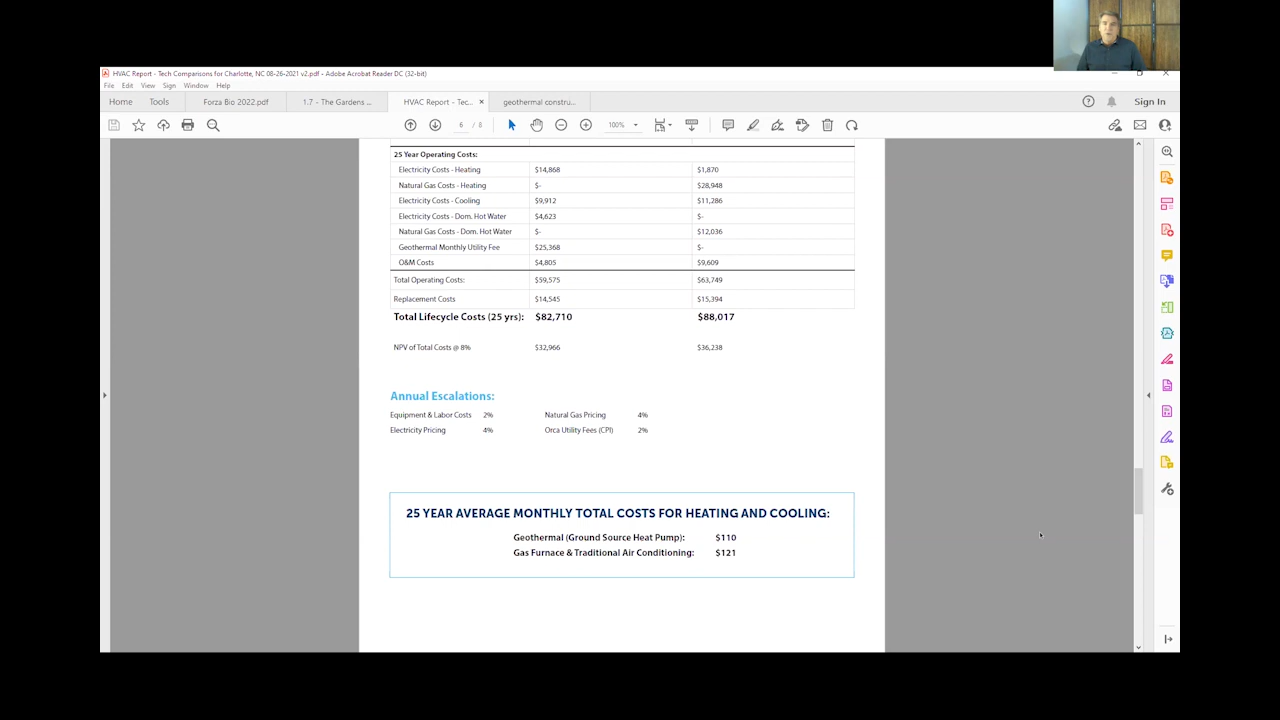 HVAC Report - Tech Comparisons for Charlotte, NC 08-26-2021 v2.pdf - Adobe Acrobat Reader DC (32-bit)
File Edit View Sign Window Help
Home Tools Forza Bio 2022.pdf 1.7 - The Gardens ... HVAC Report - Tec... × geothermal constru... Sign In
6 / 8 100%
25 Year Operating Costs:
Electricity Costs - Heating $14,868 $1,870
Natural Gas Costs - Heating $- $28,948
Electricity Costs - Cooling $9,912 $11,286
Electricity Costs - Dom. Hot Water $4,623 $-
Natural Gas Costs - Dom. Hot Water $- $12,036
Geothermal Monthly Utility Fee $25,368 $-
O&M Costs $4,805 $9,609
Total Operating Costs: $59,575 $63,749
Replacement Costs $14,545 $15,394
Total Lifecycle Costs (25 yrs): $82,710 $88,017
NPV of Total Costs @ 8% $32,966 $36,238
Annual Escalations:
Equipment & Labor Costs 2% Natural Gas Pricing 4%
Electricity Pricing 4% Orca Utility Fees (CPI) 2%
25 YEAR AVERAGE MONTHLY TOTAL COSTS FOR HEATING AND COOLING:
Geothermal (Ground Source Heat Pump): $110
Gas Furnace & Traditional Air Conditioning: $121